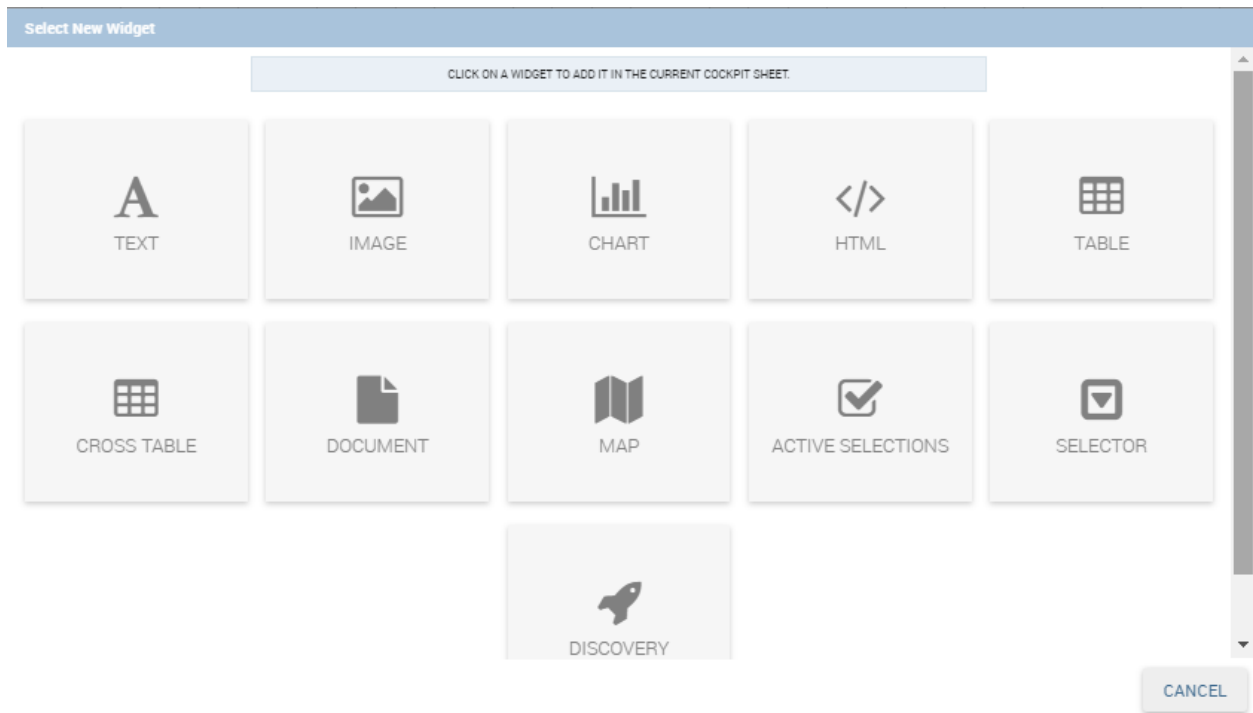 Select New Widget
CLICK ON A WIDGET TO ADD IT IN THE CURRENT COCKPIT SHEET.
TEXT
IMAGE
CHART
HTML
TABLE
CROSS TABLE
DOCUMENT
MAP
ACTIVE SELECTIONS
SELECTOR
DISCOVERY
CANCEL